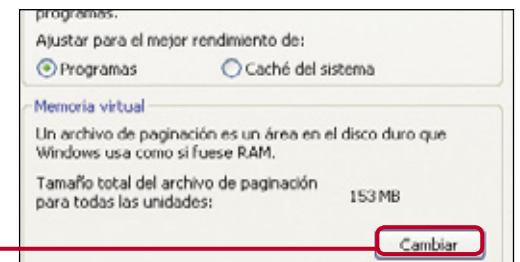 programas.
Ajustar para el mejor rendimiento de:
Programas Caché del sistema
Memoria virtual
Un archivo de paginación es un área en el disco duro que
Windows usa como si fuese RAM.
Tamaño total del archivo de paginación
para todas las unidades: 153 MB
Cambiar